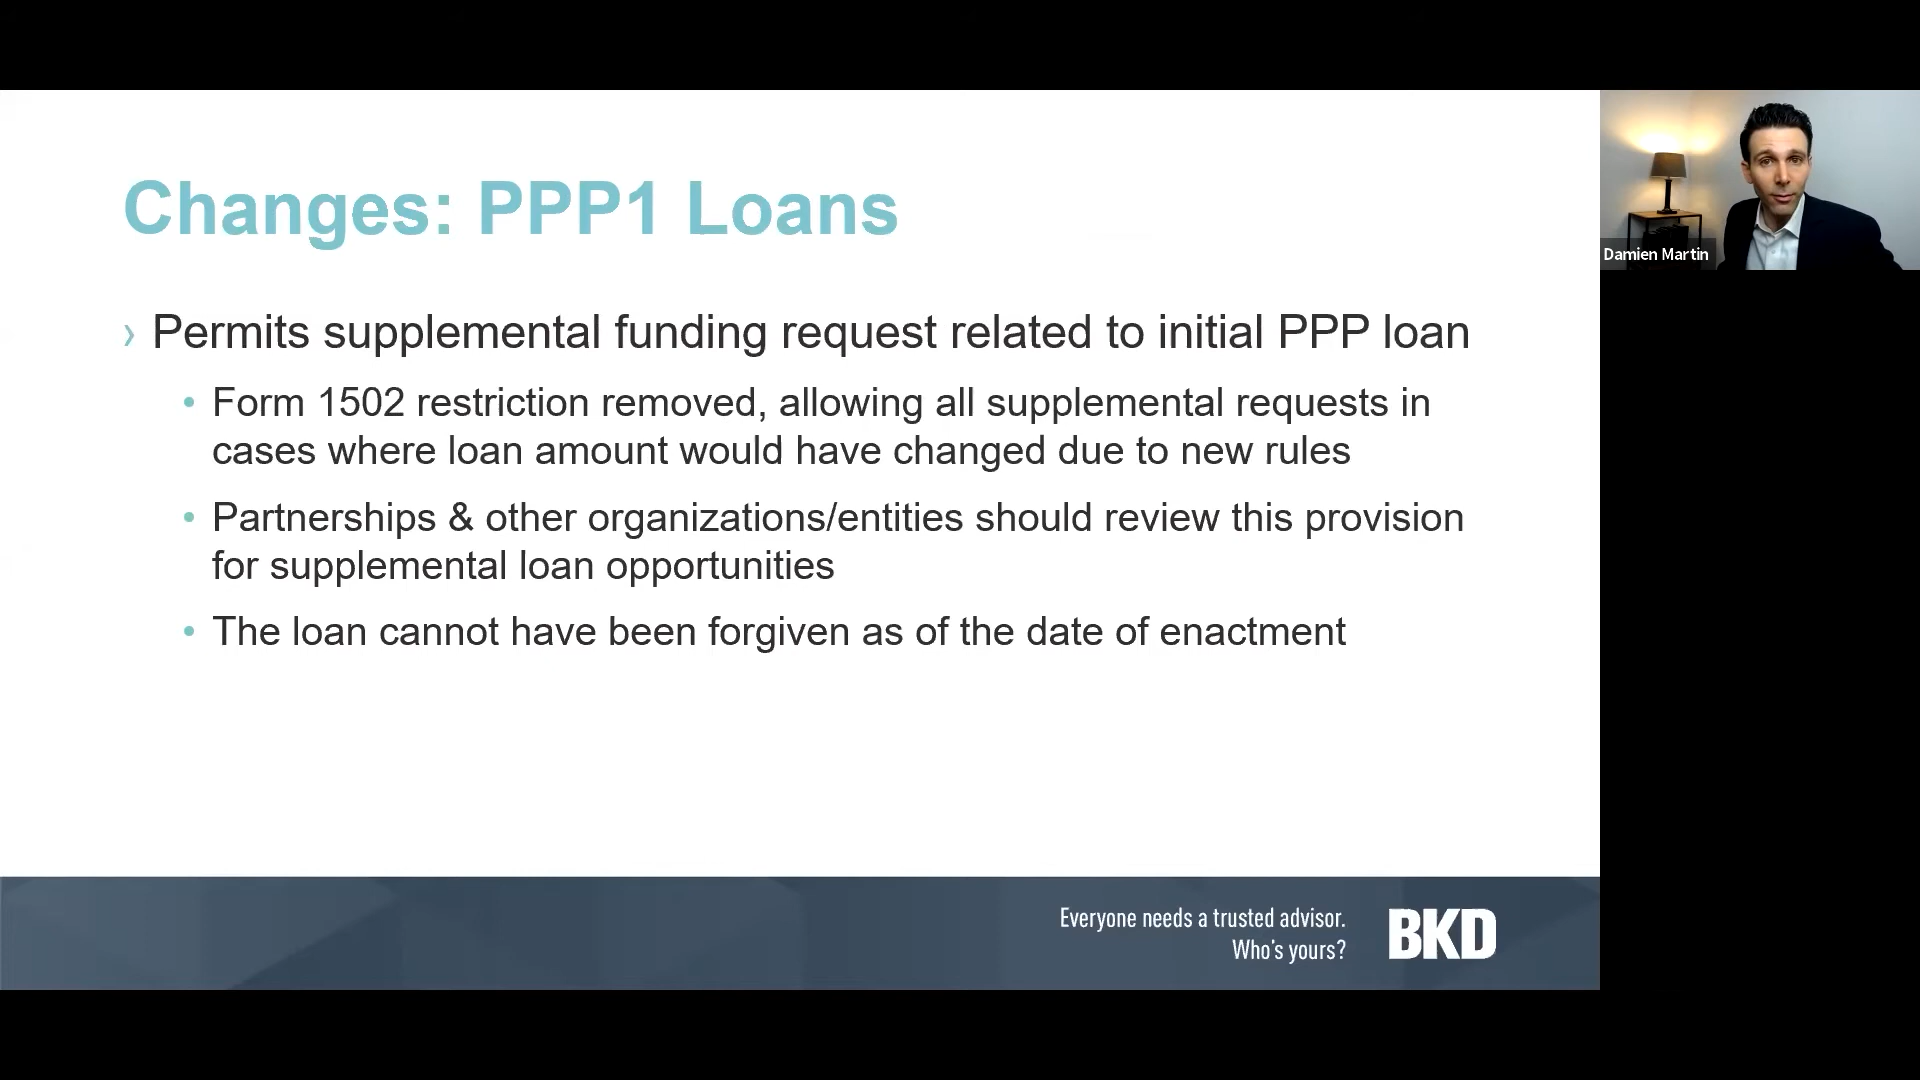 Changes: PPP1 Loans
› Permits supplemental funding request related to initial PPP loan
• Form 1502 restriction removed, allowing all supplemental requests in
cases where loan amount would have changed due to new rules
• Partnerships & other organizations/entities should review this provision
for supplemental loan opportunities
• The loan cannot have been forgiven as of the date of enactment
Everyone needs a trusted advisor.
Who's yours?
BKD
Damien Martin